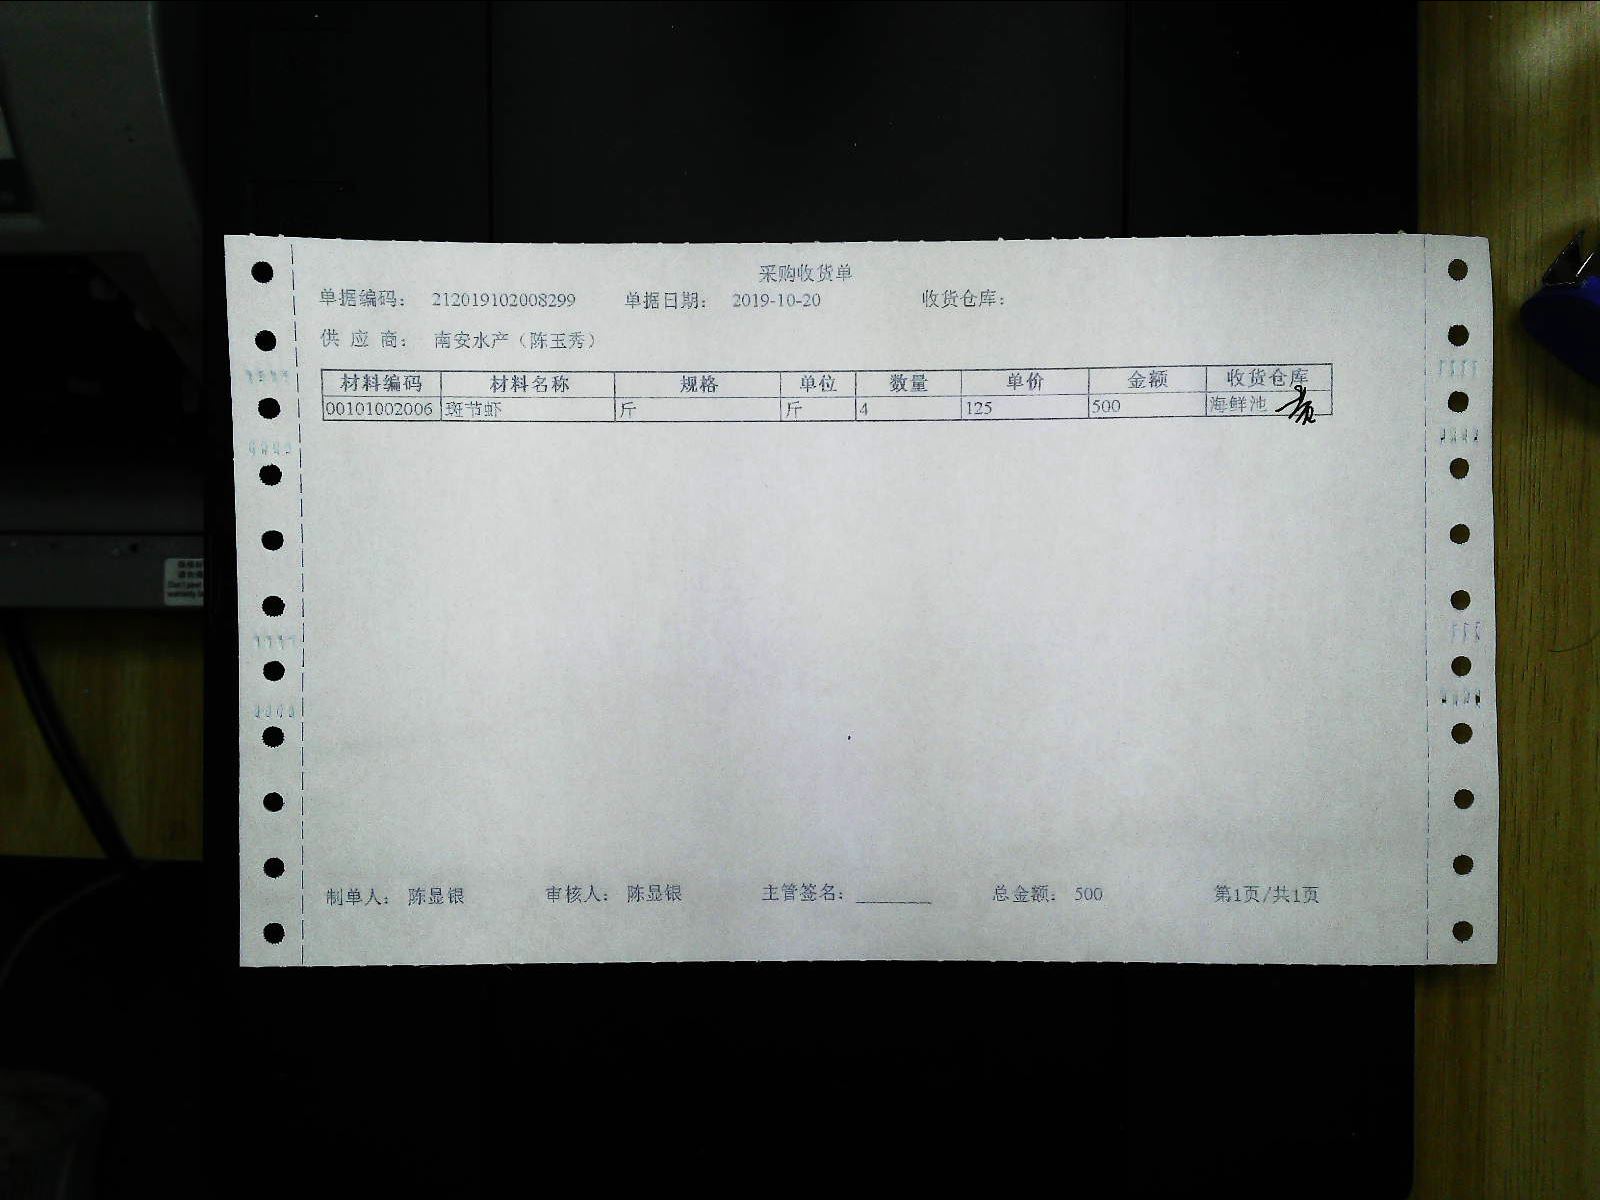 采购收货单
单据编码： 212019102008299 单据日期： 2019-10-20 收货仓库：
供 应 商： 南安水产（陈玉秀）
材料编码 材料名称 规格 单位 数量 单价 金额 收货仓库
00101002006 斑节虾 斤 斤 4 125 500 海鲜池
制单人： 陈显银 审核人： 陈显银 主管签名： 总金额： 500 第1页/共1页